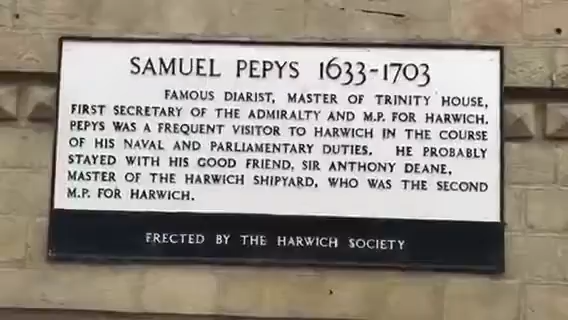 SAMUEL PEPYS 1633-1703
FAMOUS DIARIST, MASTER OF TRINITY HOUSE,
FIRST SECRETARY OF THE ADMIRALTY AND M.P. FOR HARWICH.
PEPYS WAS A FREQUENT VISITOR TO HARWICH IN THE COURSE
OF HIS NAVAL AND PARLIAMENTARY DUTIES. HE PROBABLY
STAYED WITH HIS GOOD FRIEND, SIR ANTHONY DEANE,
MASTER OF THE HARWICH SHIPYARD, WHO WAS THE SECOND
M.P. FOR HARWICH.
ERECTED BY THE HARWICH SOCIETY